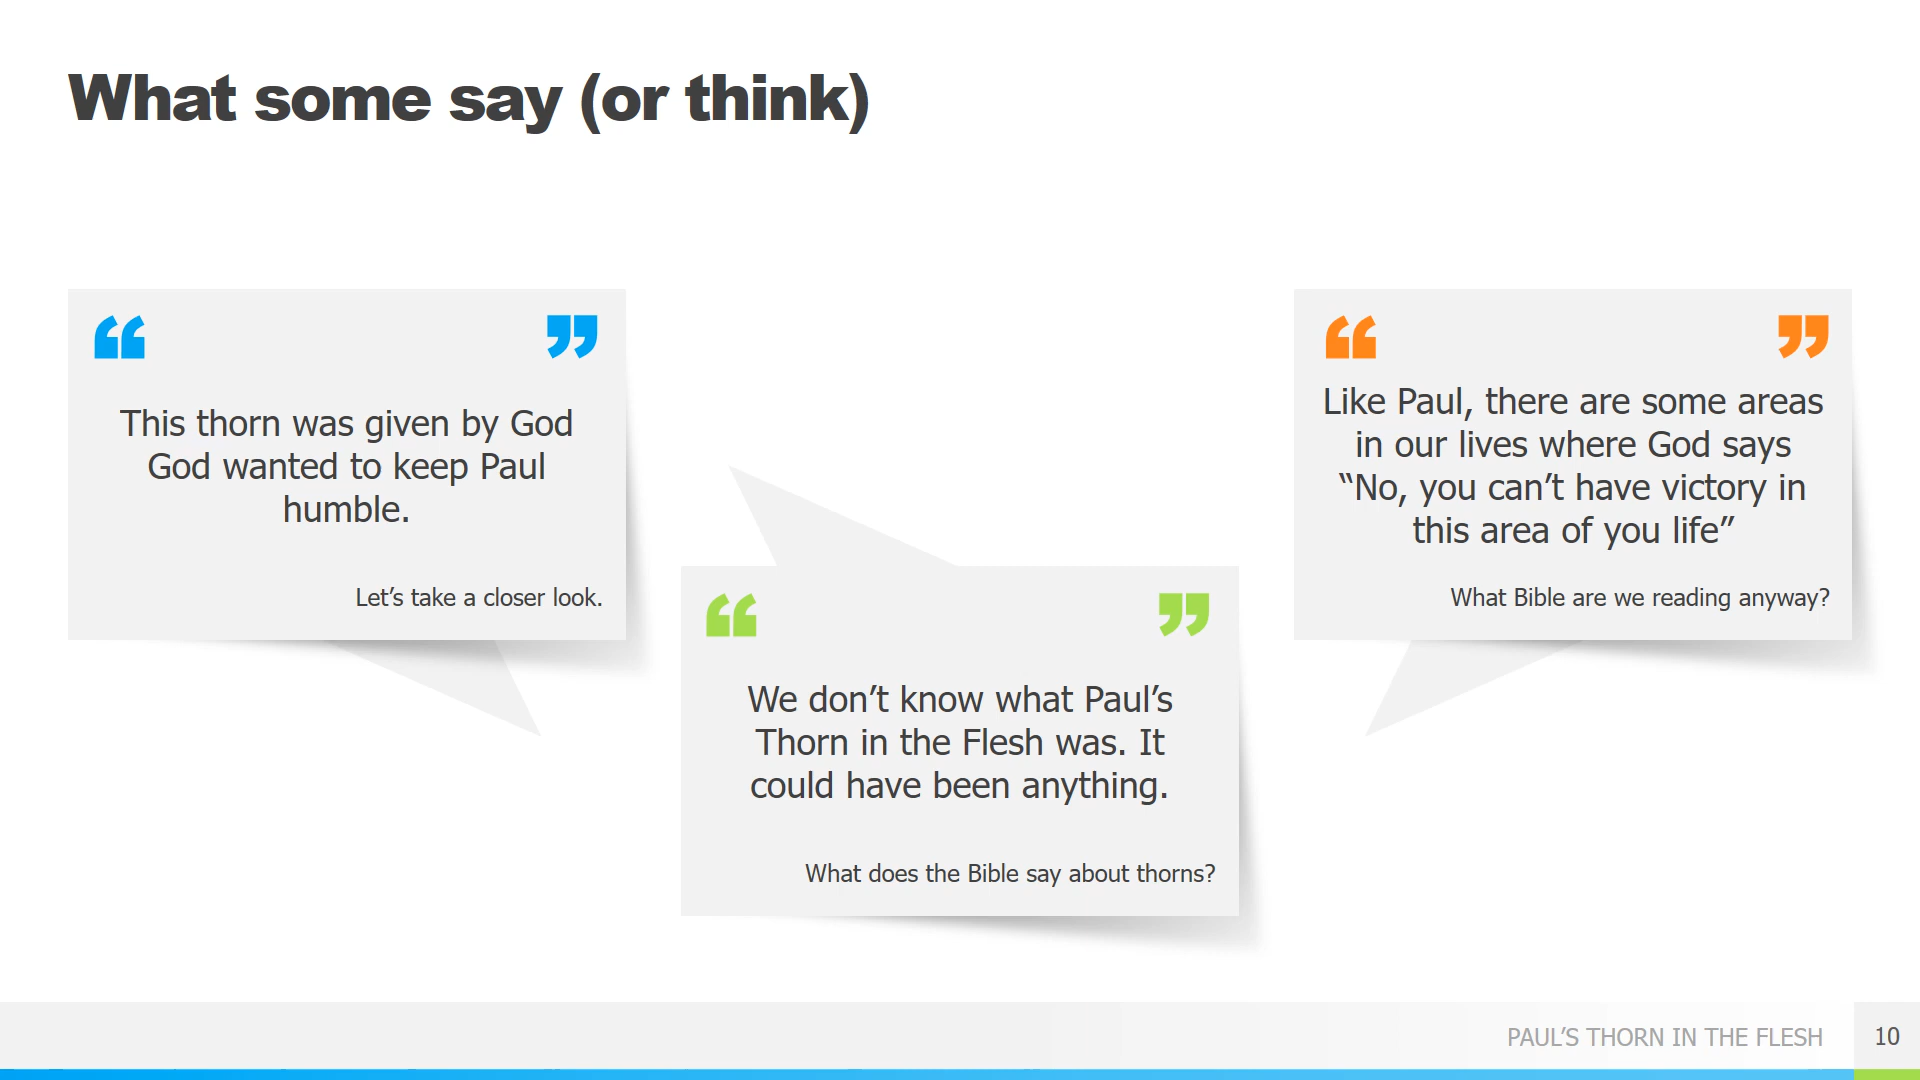 What some say (or think)
“ ”
This thorn was given by God
God wanted to keep Paul
humble.
Let’s take a closer look.
“ ”
We don’t know what Paul’s
Thorn in the Flesh was. It
could have been anything.
What does the Bible say about thorns?
“ ”
Like Paul, there are some areas
in our lives where God says
“No, you can’t have victory in
this area of you life”
What Bible are we reading anyway?
PAUL’S THORN IN THE FLESH
10